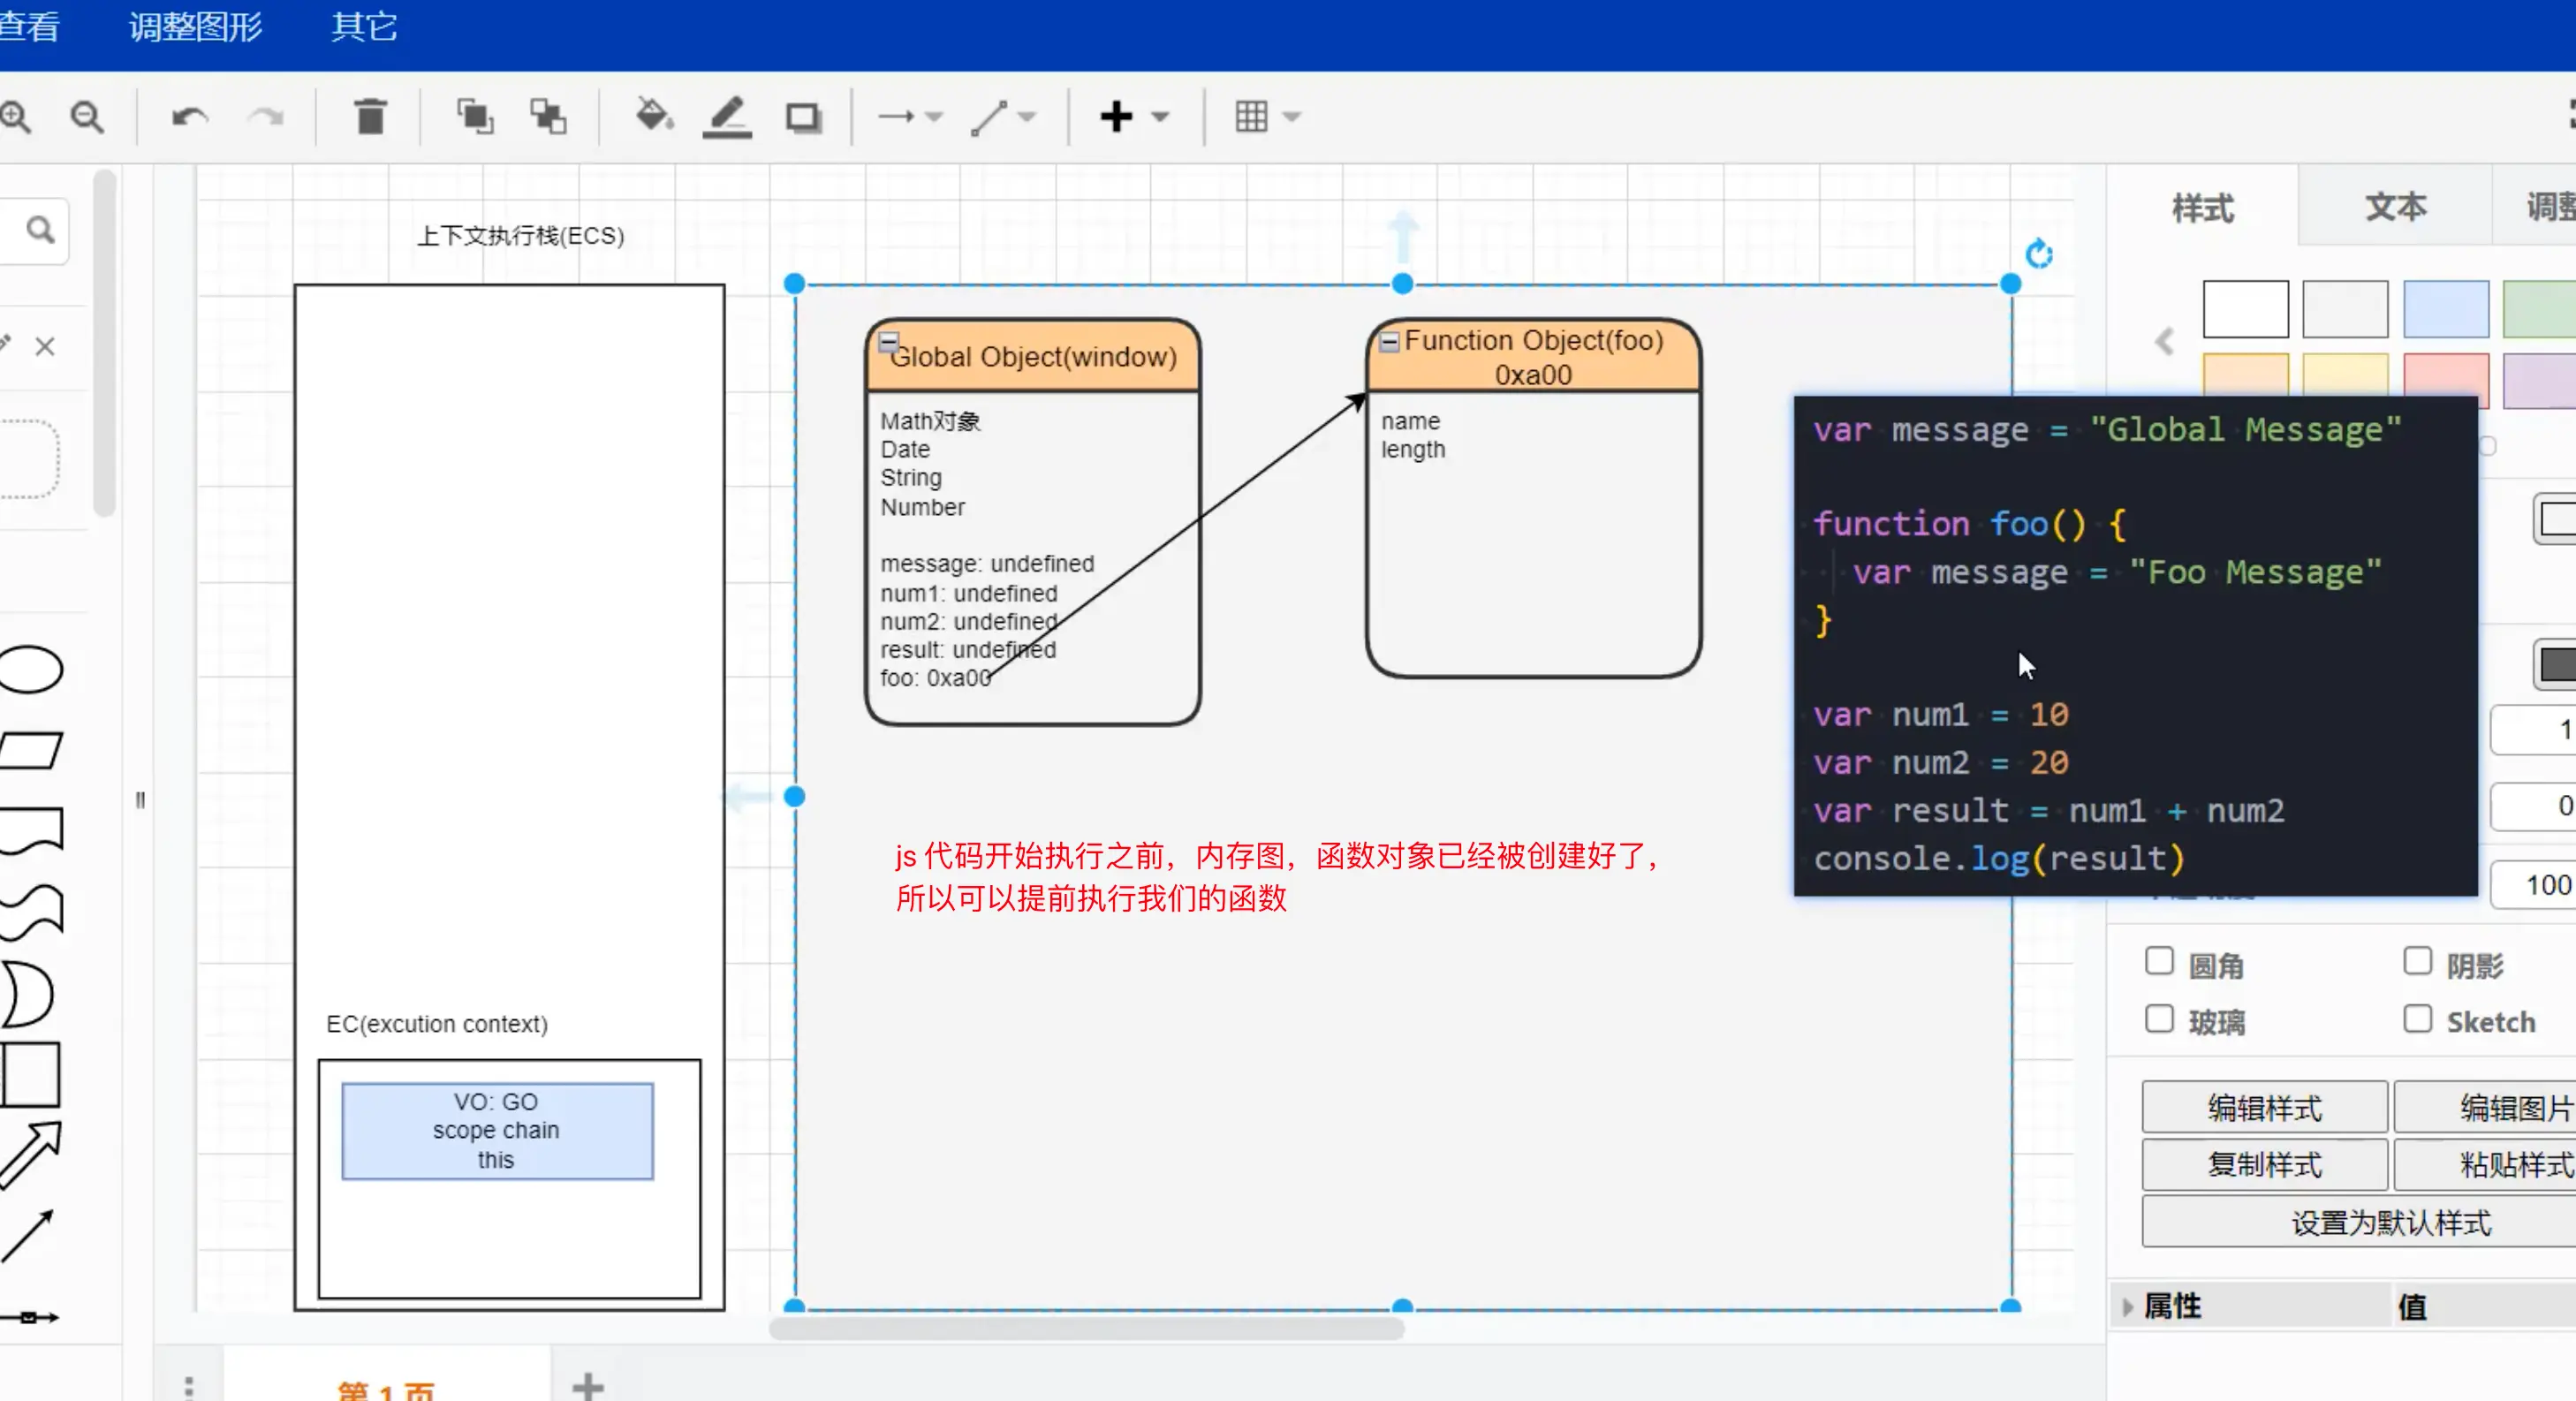 查看 调整图形 其它
样式 文本 调整
上下文执行栈(ECS)
Global Object(window)
Math对象
Date
String
Number
message: undefined
num1: undefined
num2: undefined
result: undefined
foo: 0xa00
Function Object(foo)
0xa00
name
length
var message = "Global Message"
function foo() {
var message = "Foo Message"
}
var num1 = 10
var num2 = 20
var result = num1 + num2
console.log(result)
js 代码开始执行之前，内存图，函数对象已经被创建好了，
所以可以提前执行我们的函数
EC(excution context)
VO: GO
scope chain
this
1
0
100
圆角 阴影
玻璃 Sketch
编辑样式 编辑图片
复制样式 粘贴样式
设置为默认样式
属性 值
第 1 页